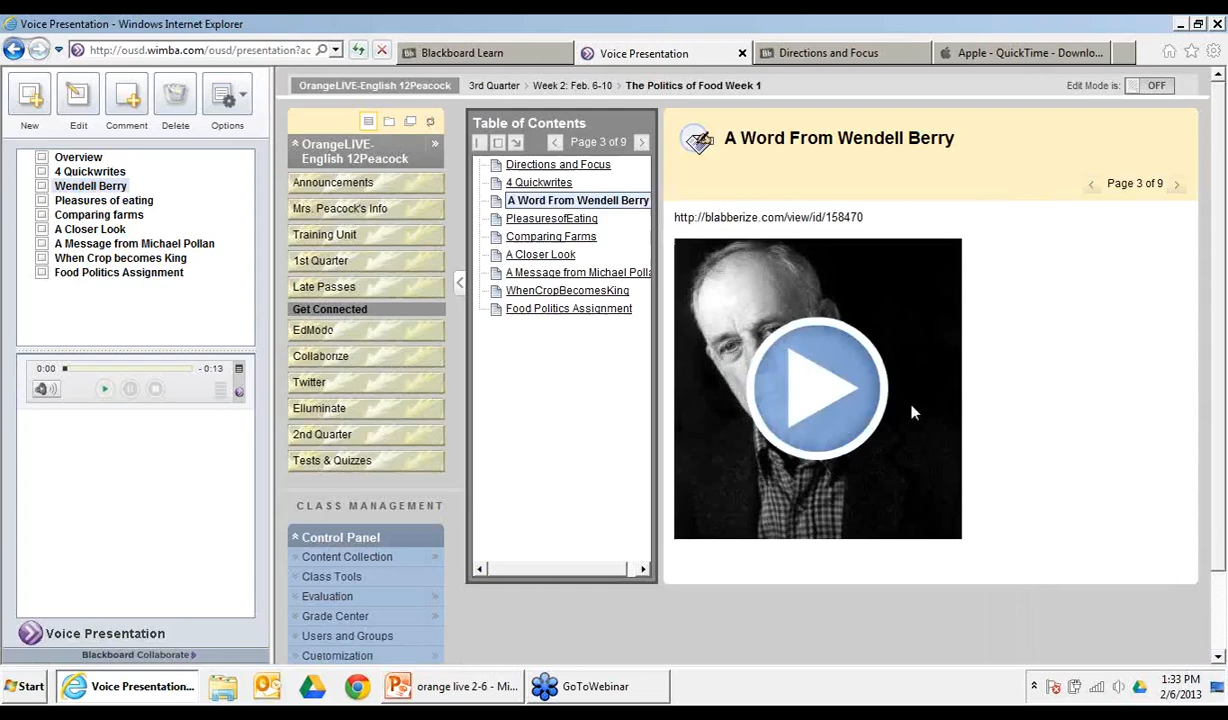 Voice Presentation - Windows Internet Explorer
http://ousd.wimba.com/ousd/presentation?ac
Blackboard Learn
Voice Presentation
Directions and Focus
Apple - QuickTime - Downlo...
New
Edit
Comment
Delete
Options
Overview
4 Quickwrites
Wendell Berry
Pleasures of eating
Comparing farms
A Closer Look
A Message from Michael Pollan
When Crop becomes King
Food Politics Assignment
0:00
- 0:13
Voice Presentation
Blackboard Collaborate
OrangeLIVE-English 12Peacock
3rd Quarter
Week 2: Feb. 6-10
The Politics of Food Week 1
Edit Mode is:
OFF
OrangeLIVE-
English 12Peacock
Announcements
Mrs. Peacock's Info
Training Unit
1st Quarter
Late Passes
Get Connected
EdModo
Collaborize
Twitter
Elluminate
2nd Quarter
Tests & Quizzes
CLASS MANAGEMENT
Control Panel
Content Collection
Class Tools
Evaluation
Grade Center
Users and Groups
Customization
Table of Contents
Page 3 of 9
Directions and Focus
4 Quickwrites
A Word From Wendell Berry
PleasuresofEating
Comparing Farms
A Closer Look
A Message from Michael Polla
WhenCropBecomesKing
Food Politics Assignment
A Word From Wendell Berry
Page 3 of 9
http://blabberize.com/view/id/158470
Start
Voice Presentation...
orange live 2-6 - Mi...
GoToWebinar
1:33 PM
2/6/2013